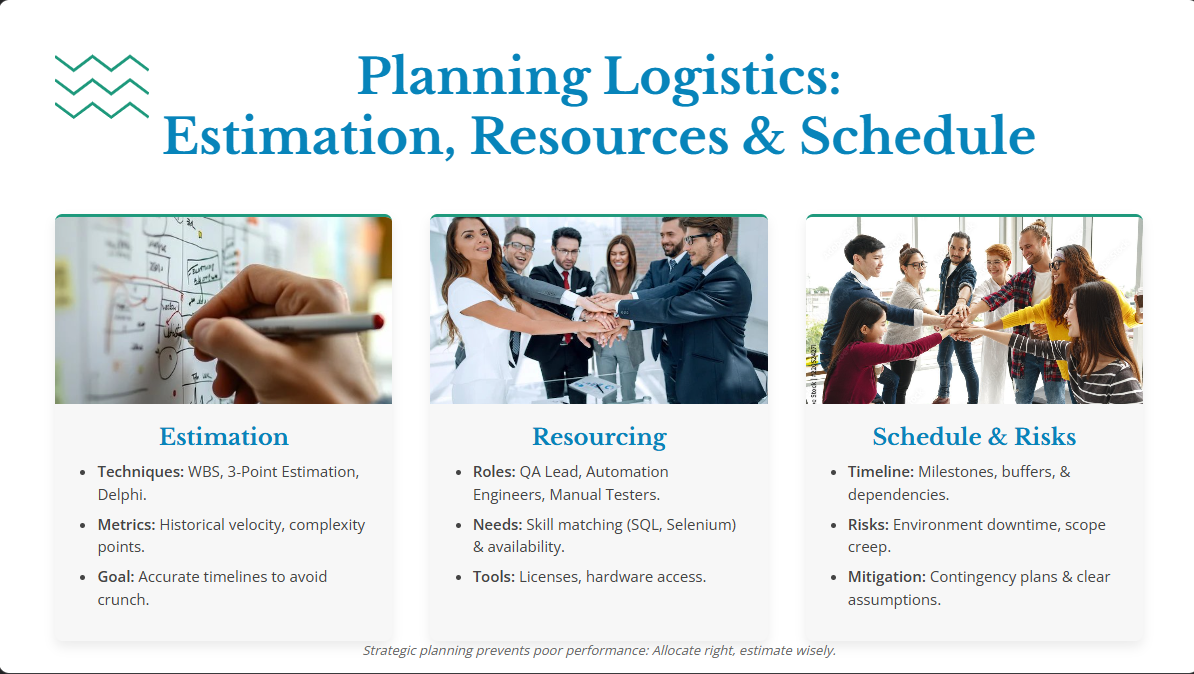 Planning Logistics:
Estimation, Resources & Schedule
Estimation
• Techniques: WBS, 3-Point Estimation,
Delphi.
• Metrics: Historical velocity, complexity
points.
• Goal: Accurate timelines to avoid
crunch.
Resourcing
• Roles: QA Lead, Automation
Engineers, Manual Testers.
• Needs: Skill matching (SQL, Selenium)
& availability.
• Tools: Licenses, hardware access.
Schedule & Risks
• Timeline: Milestones, buffers, &
dependencies.
• Risks: Environment downtime, scope
creep.
• Mitigation: Contingency plans & clear
assumptions.
Strategic planning prevents poor performance: Allocate right, estimate wisely.